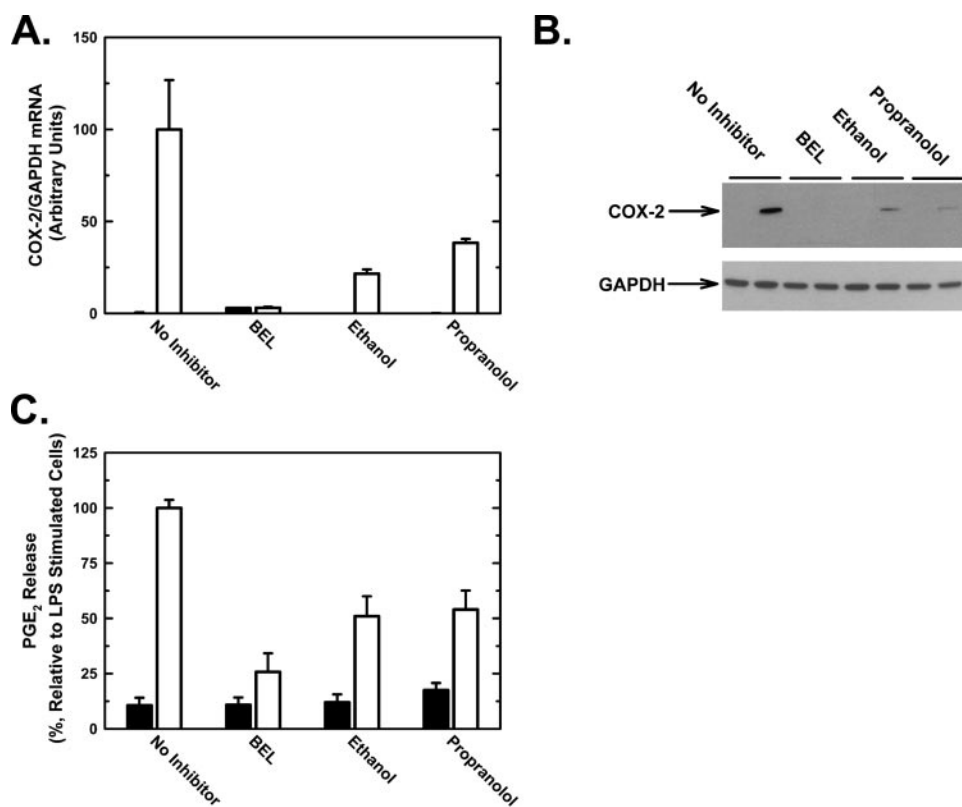 A.
COX-2/GAPDH mRNA
(Arbitrary Units)
150
100
50
0
No Inhibitor
BEL
Ethanol
Propranolol
B.
No Inhibitor
BEL
Ethanol
Propranolol
COX-2
GAPDH
C.
PGE2 Release
(%, Relative to LPS Stimulated Cells)
125
100
75
50
25
0
No Inhibitor
BEL
Ethanol
Propranolol